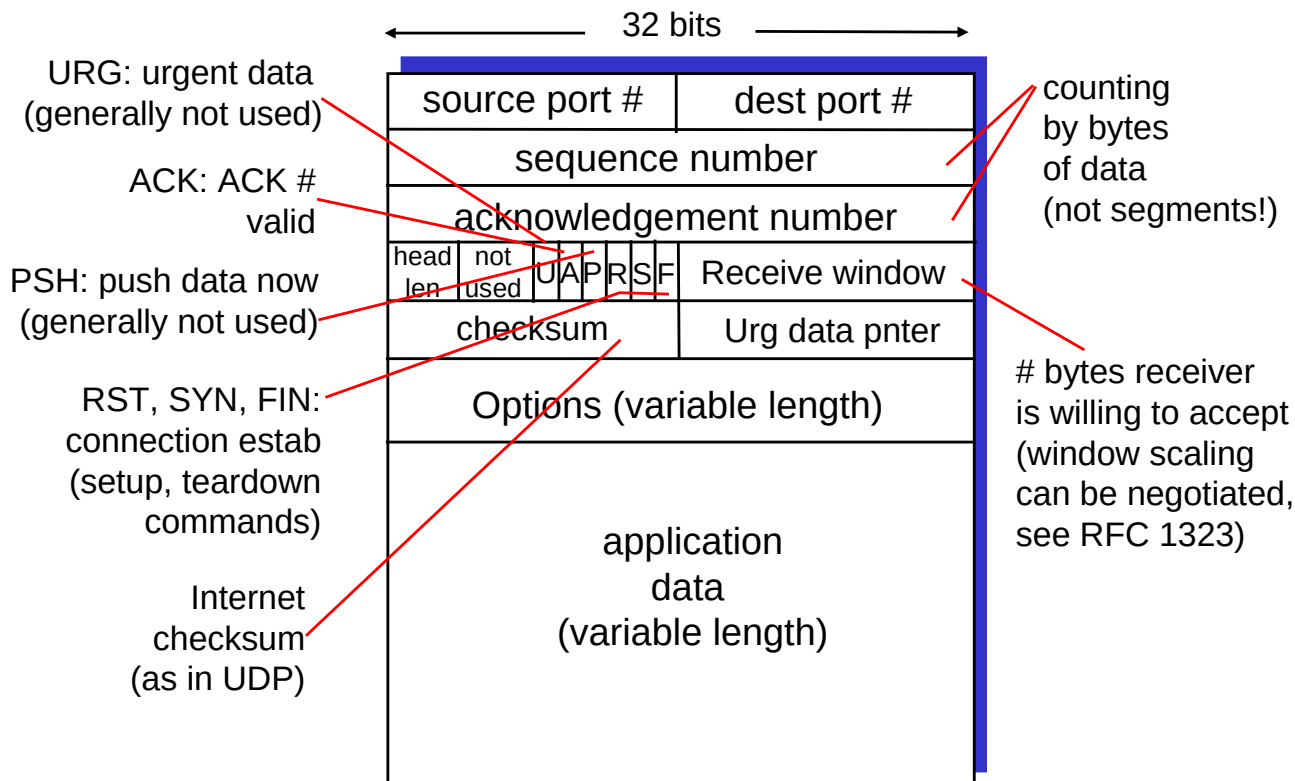 32 bits
URG: urgent data
(generally not used)
ACK: ACK #
valid
PSH: push data now
(generally not used)
RST, SYN, FIN:
connection estab
(setup, teardown
commands)
Internet
checksum
(as in UDP)
source port #
dest port #
sequence number
acknowledgement number
head
len
not
used
U
A
P
R
S
F
Receive window
checksum
Urg data pnter
Options (variable length)
application
data
(variable length)
counting
by bytes
of data
(not segments!)
# bytes receiver
is willing to accept
(window scaling
can be negotiated,
see RFC 1323)